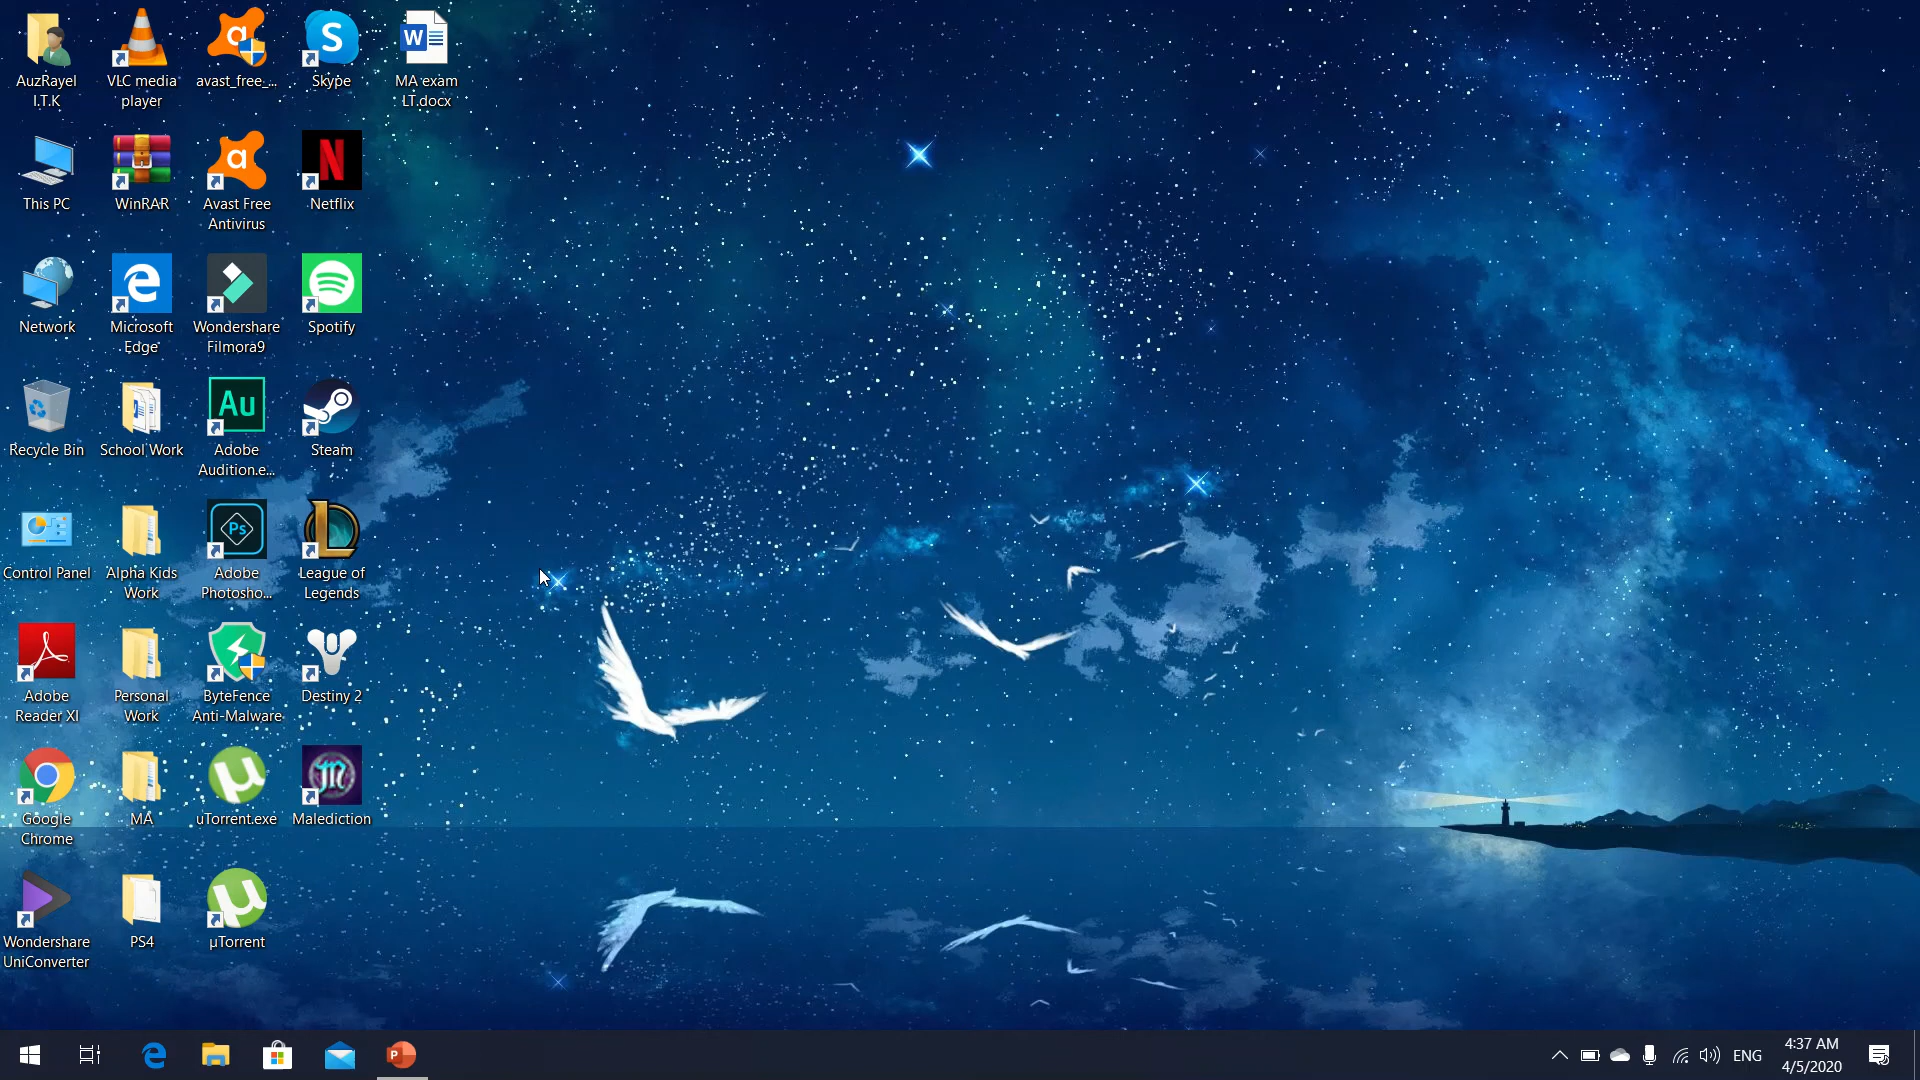 AuzRayel
I.T.K
VLC media
player
avast_free_...
Skype
MA exam
LT.docx
This PC
WinRAR
Avast Free
Antivirus
Netflix
Network
Microsoft
Edge
Wondershare
Filmora9
Spotify
Recycle Bin
School Work
Adobe
Audition.e...
Steam
Control Panel
Alpha Kids
Work
Adobe
Photosho...
League of
Legends
Adobe
Reader XI
Personal
Work
ByteFence
Anti-Malware
Destiny 2
Google
Chrome
MA
uTorrent.exe
Malediction
Wondershare
UniConverter
PS4
µTorrent
ENG
4:37 AM
4/5/2020